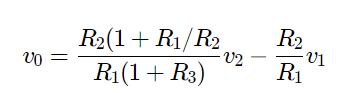 v_0 = \frac{R_2(1 + R_1/R_2}{R_1(1 + R_3)} v_2 - \frac{R_2}{R_1} v_1